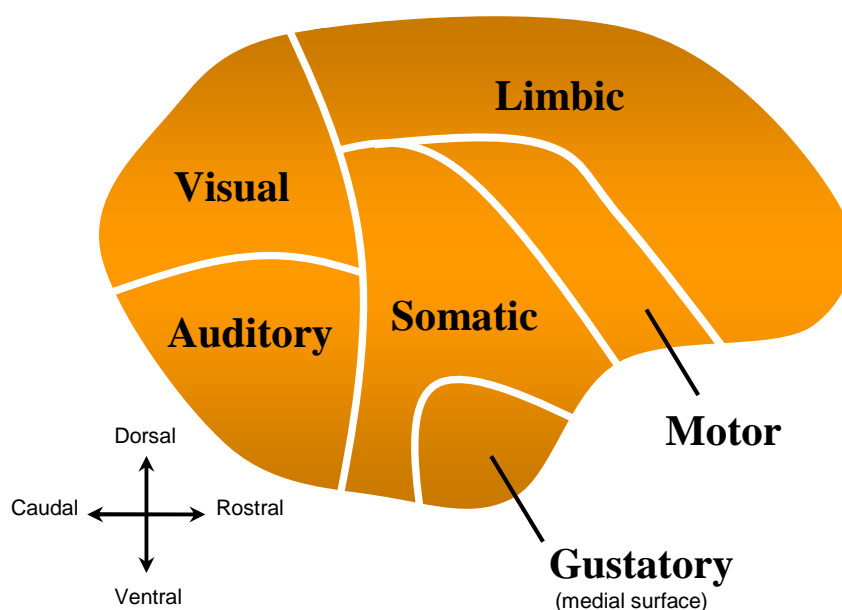 Limbic
Visual
Somatic
Auditory
Motor
Dorsal
Caudal
Rostral
Ventral
Gustatory
(medial surface)